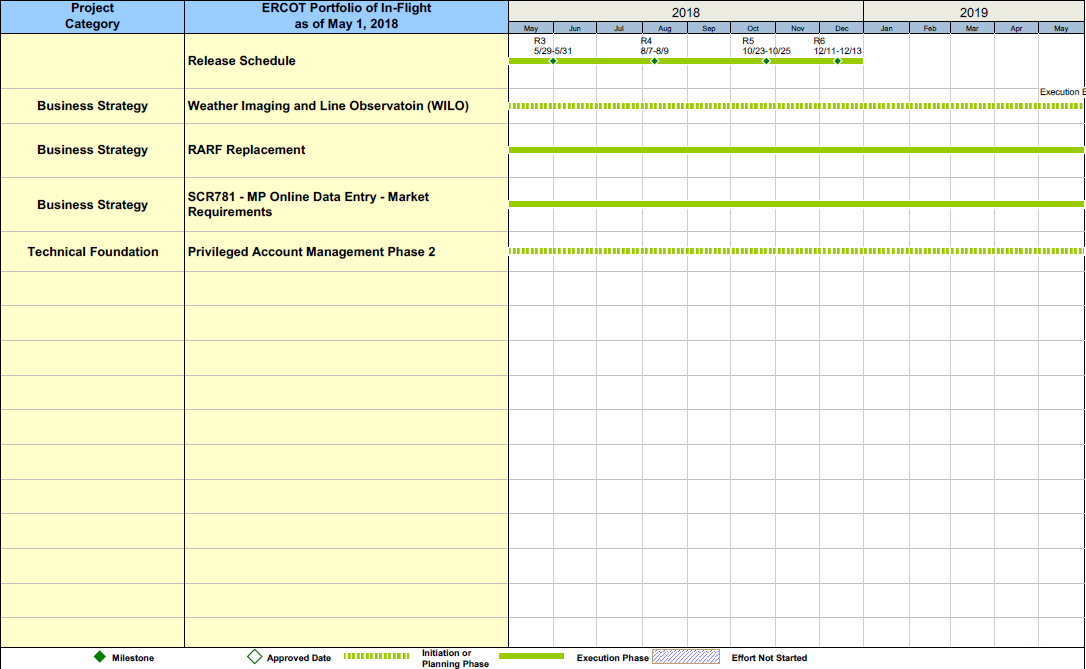 Project
Category
ERCOT Portfolio of In-Flight
as of May 1, 2018
2018
2019
May Jun Jul Aug Sep Oct Nov Dec Jan Feb Mar Apr May
Release Schedule
R3
5/29-5/31
R4
8/7-8/9
R5
10/23-10/25
R6
12/11-12/13
Execution E
Business Strategy
Weather Imaging and Line Observatoin (WILO)
Business Strategy
RARF Replacement
Business Strategy
SCR781 - MP Online Data Entry - Market
Requirements
Technical Foundation
Privileged Account Management Phase 2
Milestone
Approved Date
Initiation or
Planning Phase
Execution Phase
Effort Not Started